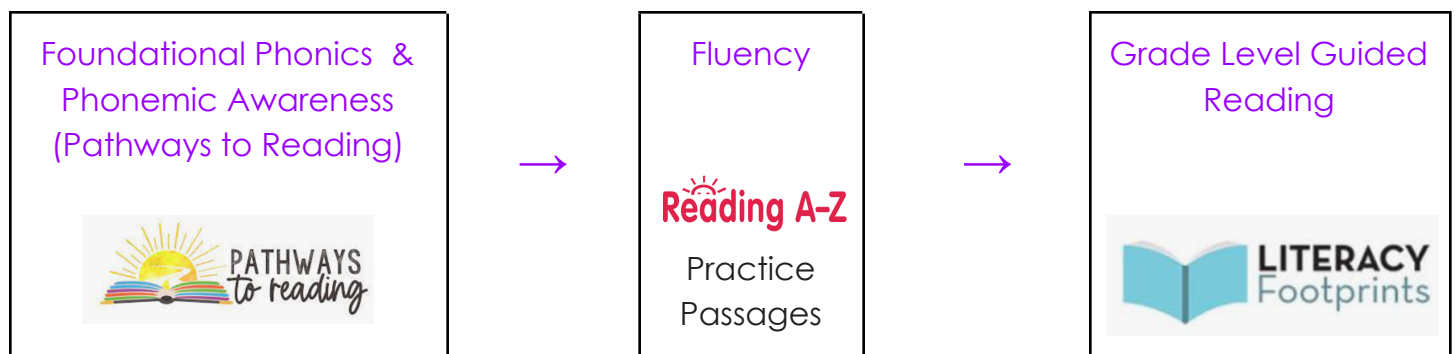 Foundational Phonics &
Phonemic Awareness
(Pathways to Reading)
PATHWAYS
to reading
→
Fluency
Reading A-Z
Practice
Passages
→
Grade Level Guided
Reading
LITERACY
Footprints